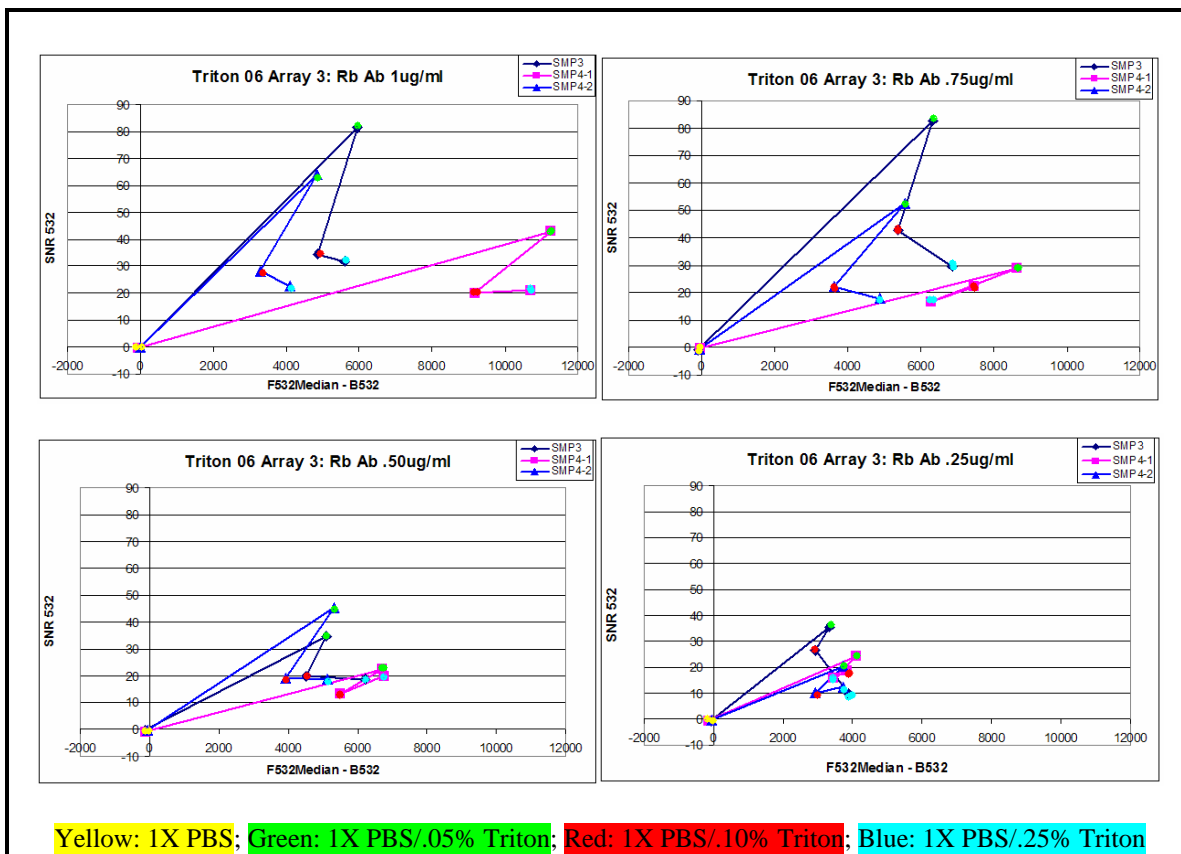 Triton 06 Array 3: Rb Ab 1ug/ml
SMP3
SMP4-1
SMP4-2
90
80
70
60
50
40
30
20
10
0
-10
SNR 532
-2000 0 2000 4000 6000 8000 10000 12000
F532Median - B532
Triton 06 Array 3: Rb Ab .75ug/ml
SMP3
SMP4-1
SMP4-2
90
80
70
60
50
40
30
20
10
0
-10
SNR 532
-2000 0 2000 4000 6000 8000 10000 12000
F532Median - B532
Triton 06 Array 3: Rb Ab .50ug/ml
SMP3
SMP4-1
SMP4-2
90
80
70
60
50
40
30
20
10
0
-10
SNR 532
-2000 0 2000 4000 6000 8000 10000 12000
F532Median - B532
Triton 06 Array 3: Rb Ab .25ug/ml
SMP3
SMP4-1
SMP4-2
90
80
70
60
50
40
30
20
10
0
-10
SNR 532
-2000 0 2000 4000 6000 8000 10000 12000
F532Median - B532
Yellow: 1X PBS; Green: 1X PBS/.05% Triton; Red: 1X PBS/.10% Triton; Blue: 1X PBS/.25% Triton